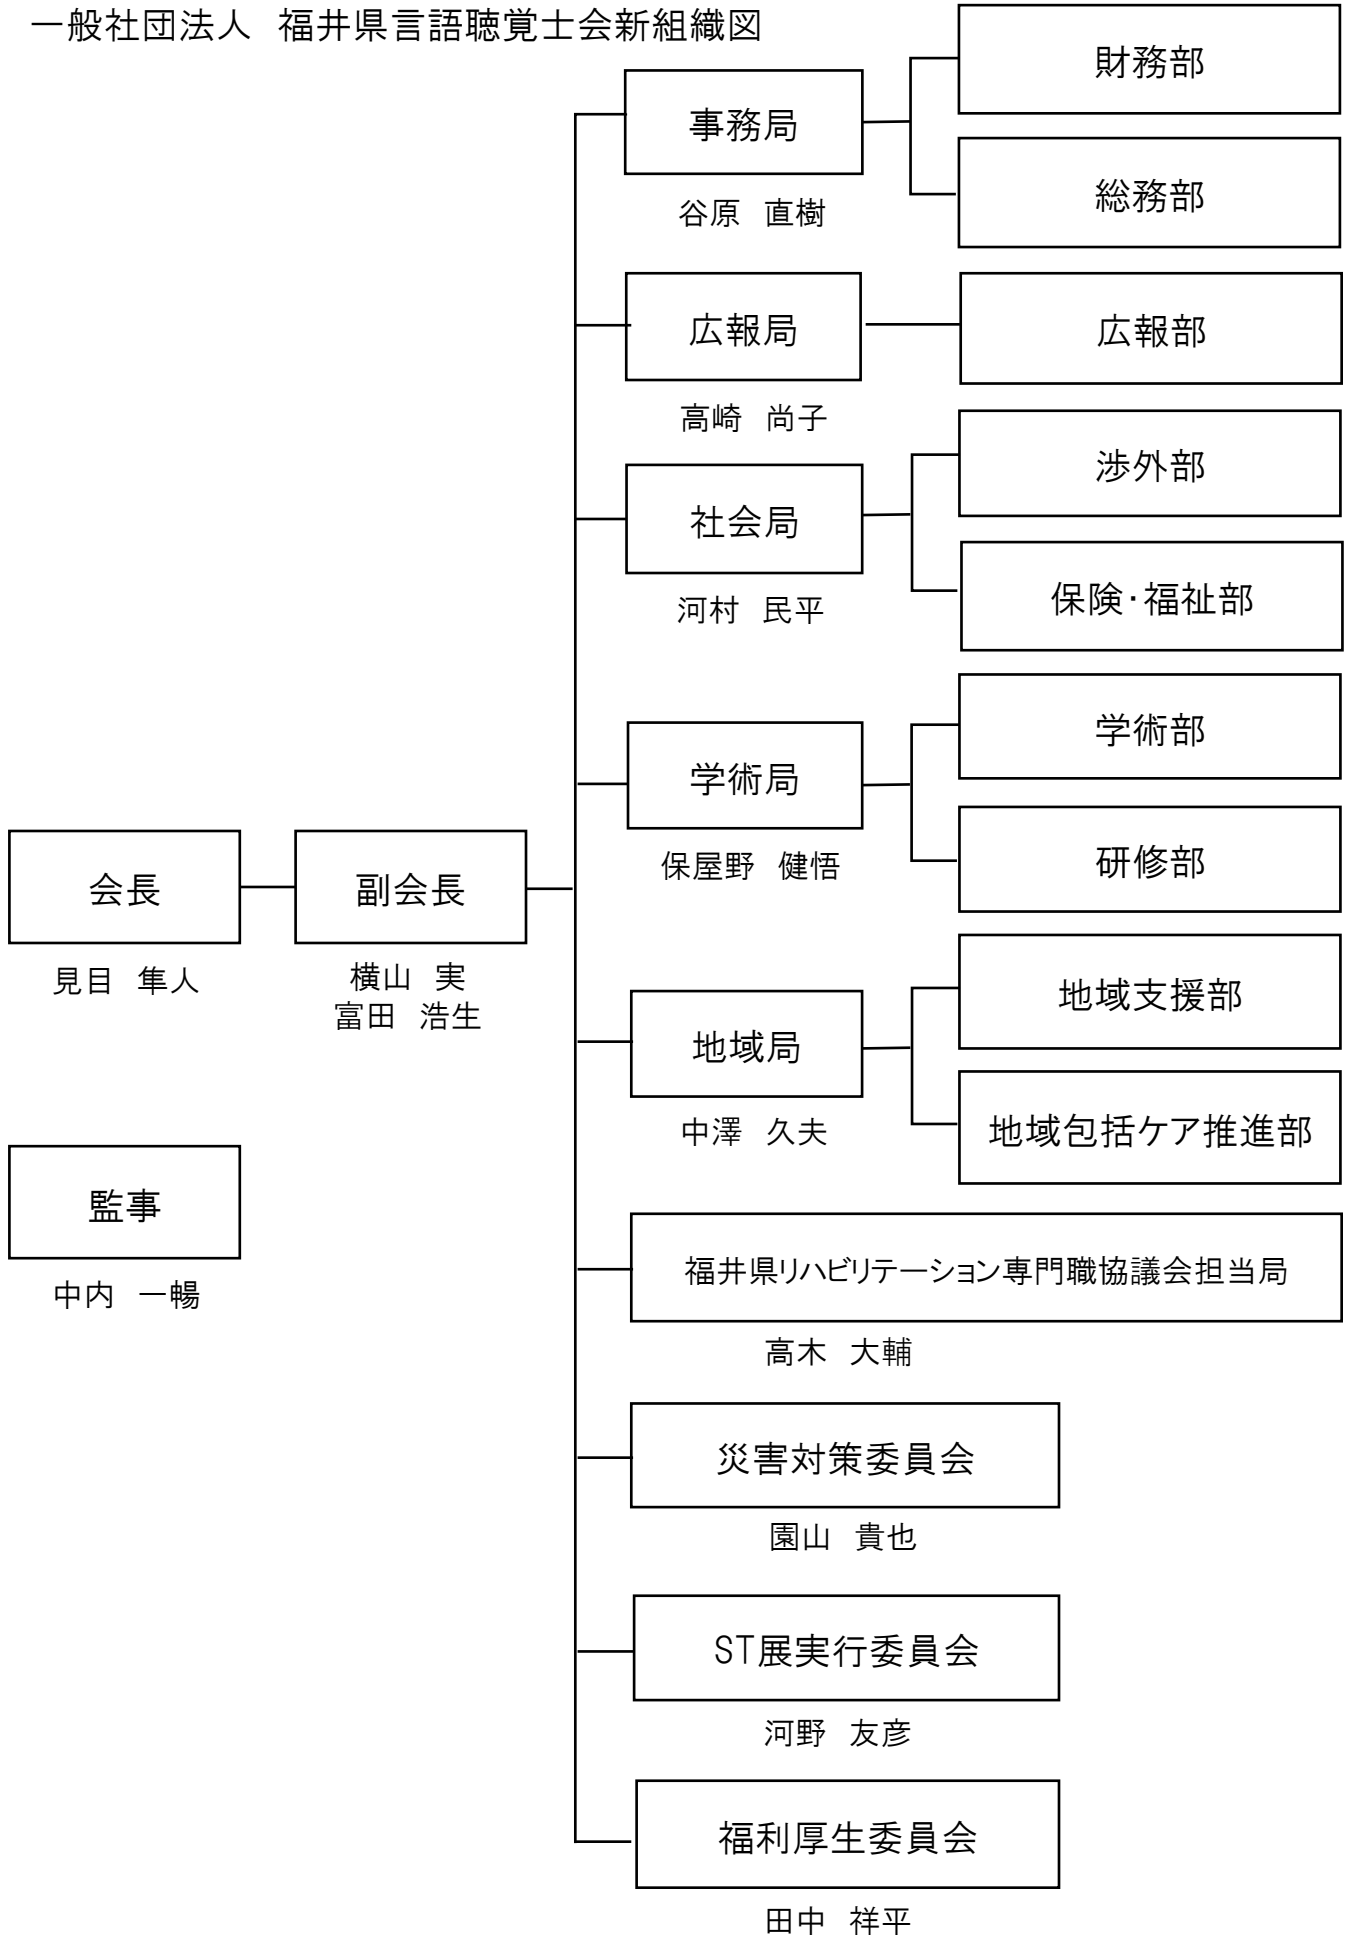 一般社団法人　福井県言語聴覚士会新組織図
会長
見目　隼人
副会長
横山　実
富田　浩生
監事
中内　一暢
事務局
谷原　直樹
財務部
総務部
広報局
高崎　尚子
広報部
社会局
河村　民平
渉外部
保険・福祉部
学術局
保屋野　健悟
学術部
研修部
地域局
中澤　久夫
地域支援部
地域包括ケア推進部
福井県リハビリテーション専門職協議会担当局
高木　大輔
災害対策委員会
園山　貴也
ST展実行委員会
河野　友彦
福利厚生委員会
田中　祥平